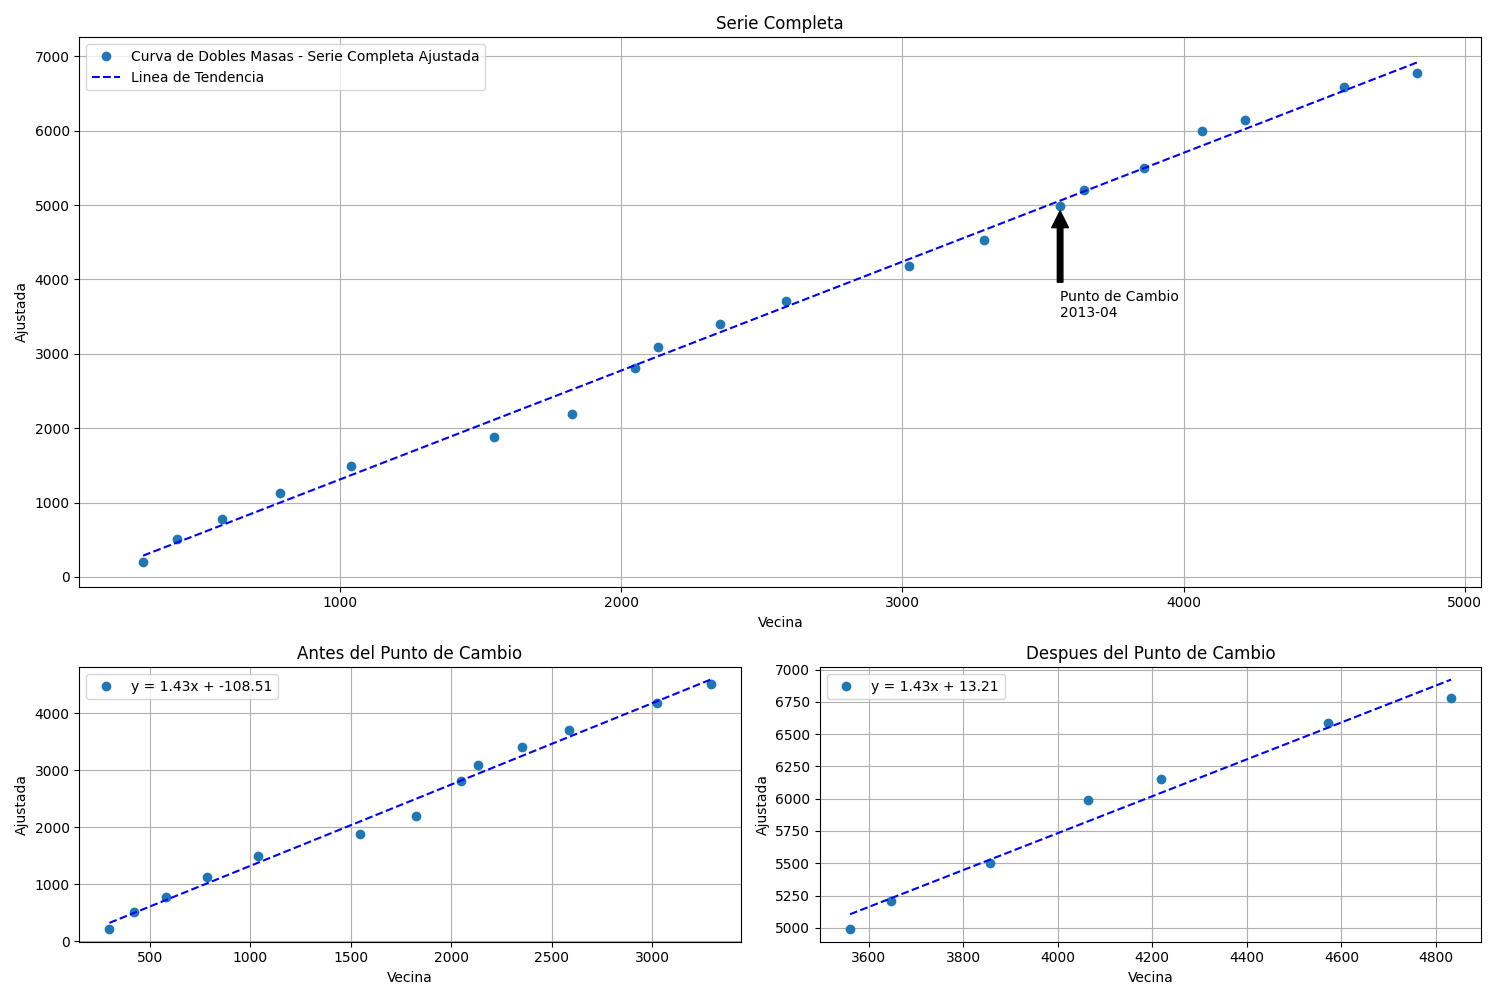 Serie Completa
Curva de Dobles Masas - Serie Completa Ajustada
Linea de Tendencia
7000
6000
5000
4000
3000
2000
1000
0
Ajustada
Punto de Cambio
2013-04
1000
2000
3000
4000
5000
Vecina
Antes del Punto de Cambio
y = 1.43x + -108.51
4000
3000
2000
1000
0
Ajustada
500
1000
1500
2000
2500
3000
Vecina
Despues del Punto de Cambio
y = 1.43x + 13.21
7000
6750
6500
6250
6000
5750
5500
5250
5000
Ajustada
3600
3800
4000
4200
4400
4600
4800
Vecina